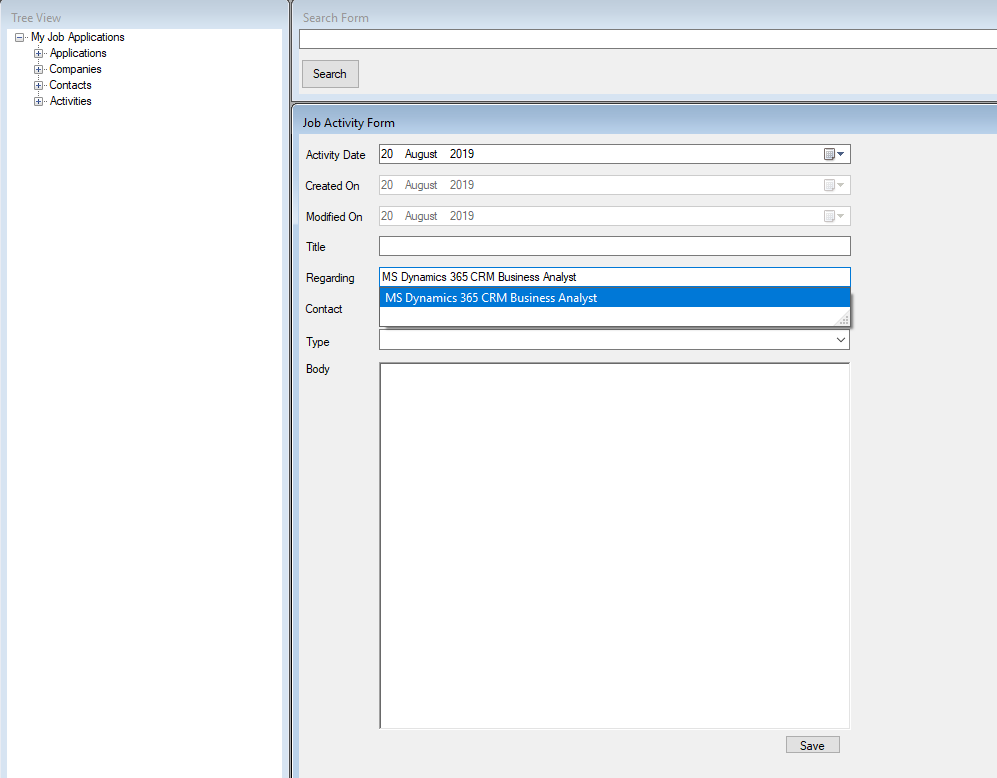 Tree View
My Job Applications
Applications
Companies
Contacts
Activities
Search Form
Search
Job Activity Form
Activity Date 20 August 2019
Created On 20 August 2019
Modified On 20 August 2019
Title
Regarding MS Dynamics 365 CRM Business Analyst
MS Dynamics 365 CRM Business Analyst
Contact
Type
Body
Save